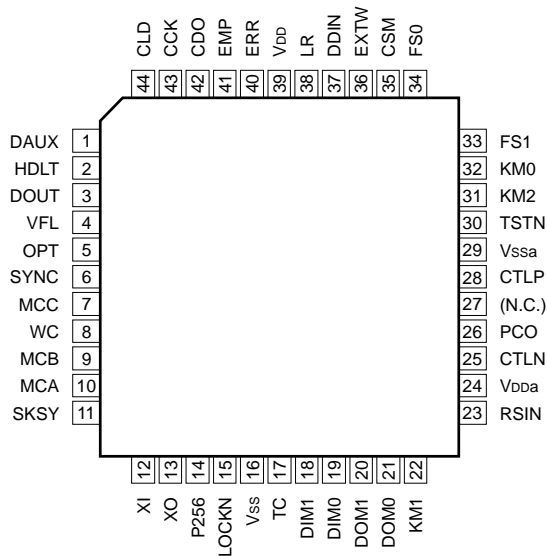 CLD CCK CDO EMP ERR VDD LR DDIN EXTW CSM FS0
44 43 42 41 40 39 38 37 36 35 34
DAUX 1
HDLT 2
DOUT 3
VFL 4
OPT 5
SYNC 6
MCC 7
WC 8
MCB 9
MCA 10
SKSY 11
33 FS1
32 KM0
31 KM2
30 TSTN
29 Vssa
28 CTLP
27 (N.C.)
26 PCO
25 CTLN
24 VDDa
23 RSIN
12 13 14 15 16 17 18 19 20 21 22
XI XO P256 LOCKN Vss TC DIM1 DIM0 DOM1 DOM0 KM1